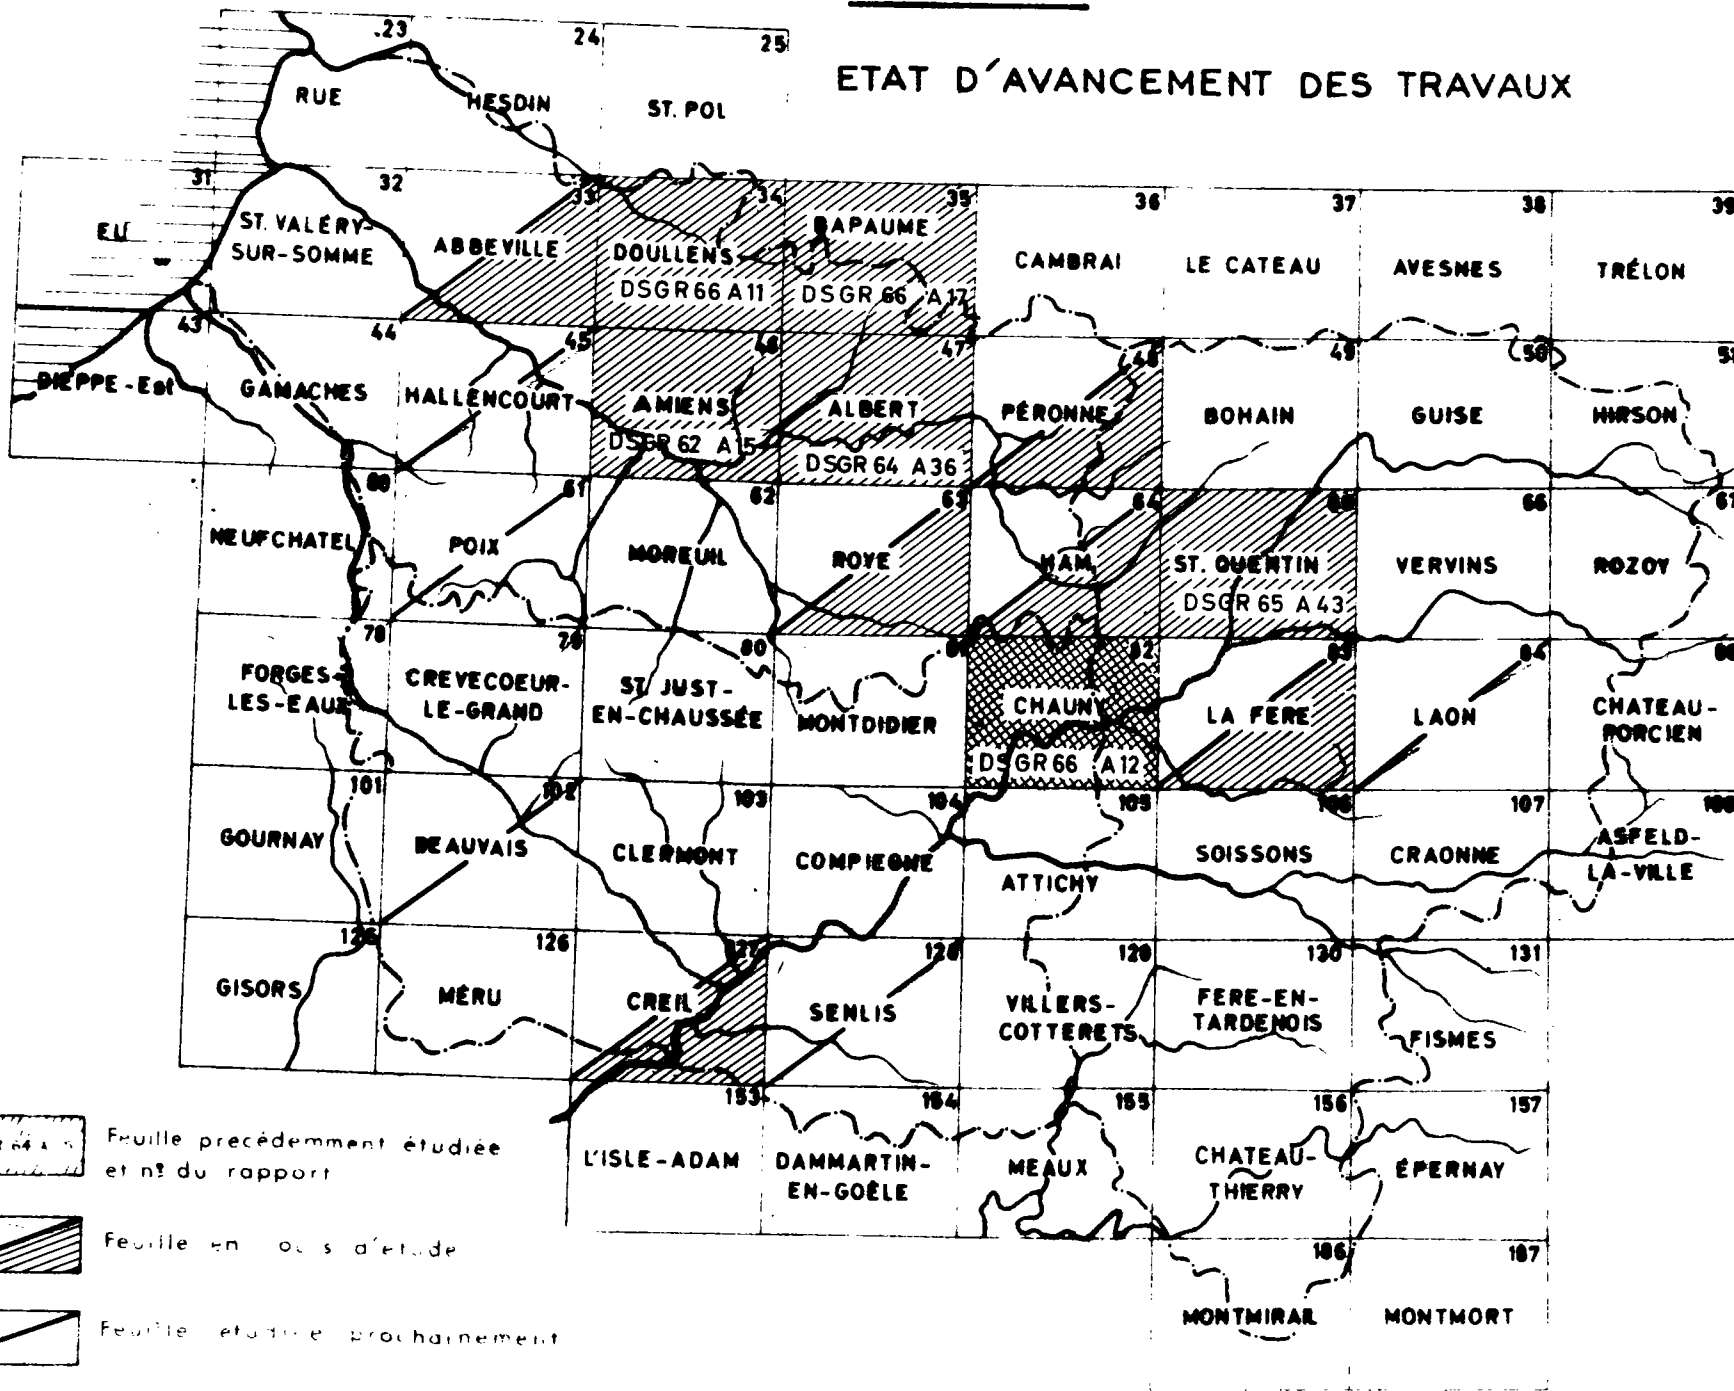 ETAT D'AVANCEMENT DES TRAVAUX
23 24 25
RUE HESDIN ST. POL
31 32 33 34 35 36 37 38 39
EU
ST. VALÉRY-
SUR-SOMME
ABBEVILLE
DOULLENS
DSGR 66 A 11
BAPAUME
DSGR 66 A 17
CAMBRAI
LE CATEAU
AVESNES
TRÉLON
43 44 45 46 47 48 49 50
DIEPPE-Est
GAMACHES
HALLENCOURT
AMIENS
DSGR 62 A 15
ALBERT
DSGR 64 A 36
PÉRONNE
BOHAIN
GUISE
HIRSON
60 61 62 63 64 65 66 67
NEUFCHATEL
POIX
MOREUIL
ROYE
HAM
ST. QUENTIN
DSGR 65 A 43
VERVINS
ROZOY
78 79 80 82 83 84
FORGES-
LES-EAUX
CREVECOEUR-
LE-GRAND
ST JUST-
EN-CHAUSSÉE
MONTDIDIER
CHAUNY
DSGR 66 A 12
LA FERE
LAON
CHATEAU-
PORCIEN
101 102 103 104 105 106 107 108
GOURNAY
BEAUVAIS
CLERMONT
COMPIEGNE
ATTICHY
SOISSONS
CRAONNE
ASFELD-
LA-VILLE
126 127 128 129 130 131
GISORS
MÉRU
CREIL
SENLIS
VILLERS-
COTTERETS
FERE-EN-
TARDENOIS
FISMES
153 154 155 156 157
L'ISLE-ADAM
DAMMARTIN-
EN-GOËLE
MEAUX
CHATEAU-
THIERRY
ÉPERNAY
186 187
MONTMIRAIL
MONTMORT
Feuille precédemment étudiée
et nº du rapport
Feuille en d'etude
Feuille prochainement